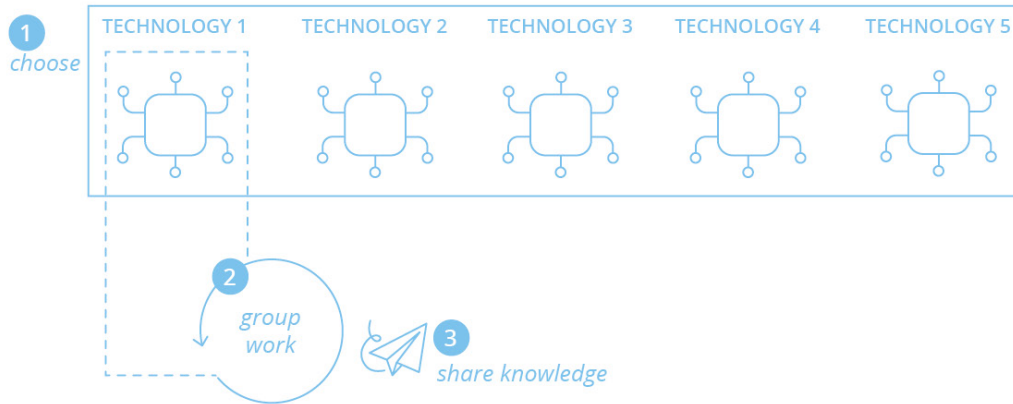 1
choose
TECHNOLOGY 1
TECHNOLOGY 2
TECHNOLOGY 3
TECHNOLOGY 4
TECHNOLOGY 5
2
group
work
3
share knowledge